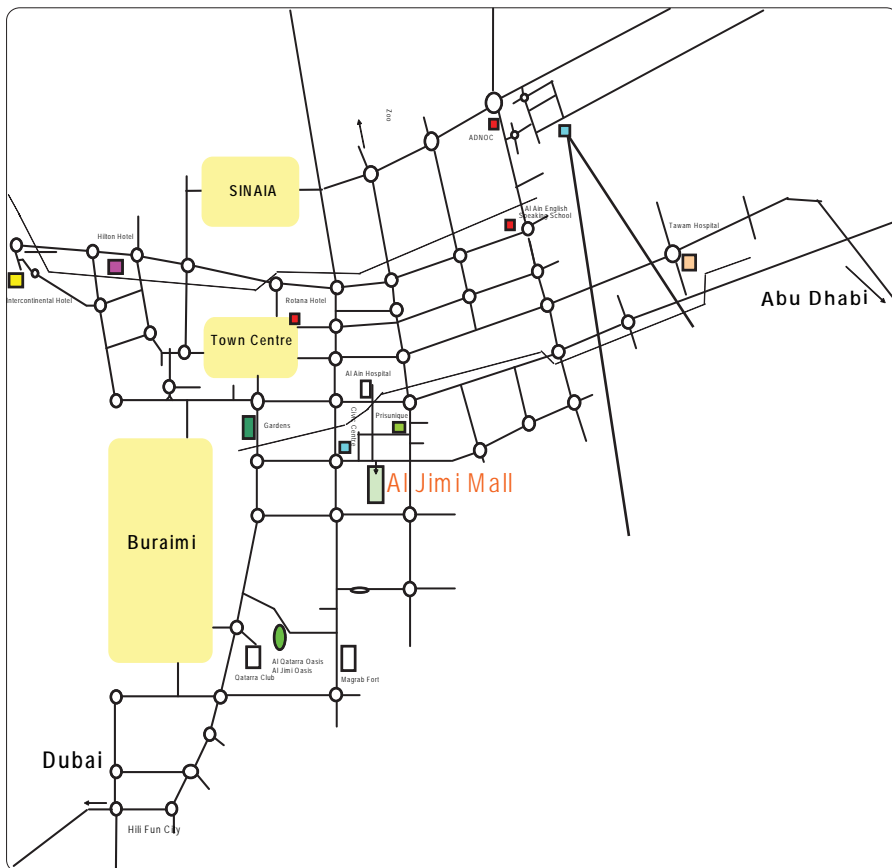 Zoo
ADNOC
SINAIA
Al Ain English
Speaking School
Tawam Hospital
Hilton Hotel
Intercontinental Hotel
Rotana Hotel
Abu Dhabi
Town Centre
Al Ain Hospital
Civic Centre
Prisunique
Gardens
Al Jimi Mall
Buraimi
Al Qatarra Oasis
Al Jimi Oasis
Qatarra Club
Magrab Fort
Dubai
Hili Fun City